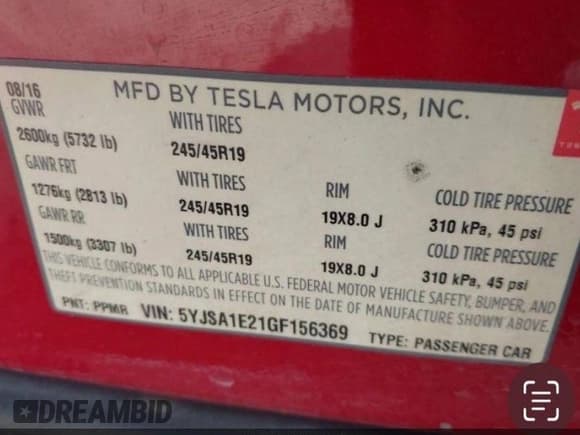 08/16 MFD BY TESLA MOTORS, INC.
GVWR WITH TIRES
2600kg (5732 lb) 245/45R19
GAWR FRT WITH TIRES RIM COLD TIRE PRESSURE
1276kg (2813 lb) 245/45R19 19X8.0 J 310 kPa, 45 psi
GAWR RR WITH TIRES RIM COLD TIRE PRESSURE
1500kg (3307 lb) 245/45R19 19X8.0 J 310 kPa, 45 psi
THIS VEHICLE CONFORMS TO ALL APPLICABLE U.S. FEDERAL MOTOR VEHICLE SAFETY, BUMPER, AND
THEFT PREVENTION STANDARDS IN EFFECT ON THE DATE OF MANUFACTURE SHOWN ABOVE.
PNT: PPMR VIN: 5YJSA1E21GF156369 TYPE: PASSENGER CAR
DREAMBID